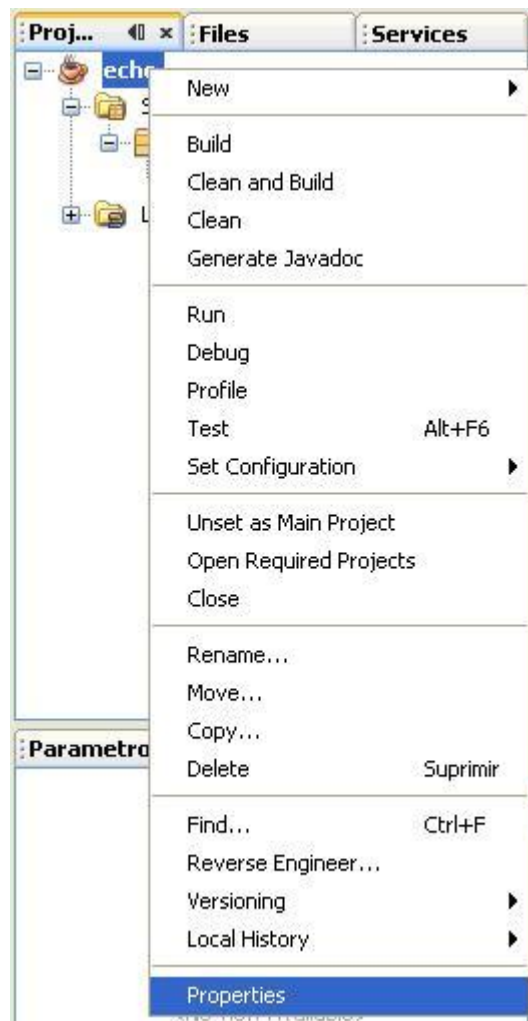 Proj...
Files
Services
echo
New
S
Build
Clean and Build
L
Clean
Generate Javadoc
Run
Debug
Profile
Test Alt+F6
Set Configuration
Unset as Main Project
Open Required Projects
Close
Rename...
Move...
Copy...
Parametro
Delete Suprimir
Find... Ctrl+F
Reverse Engineer...
Versioning
Local History
Properties